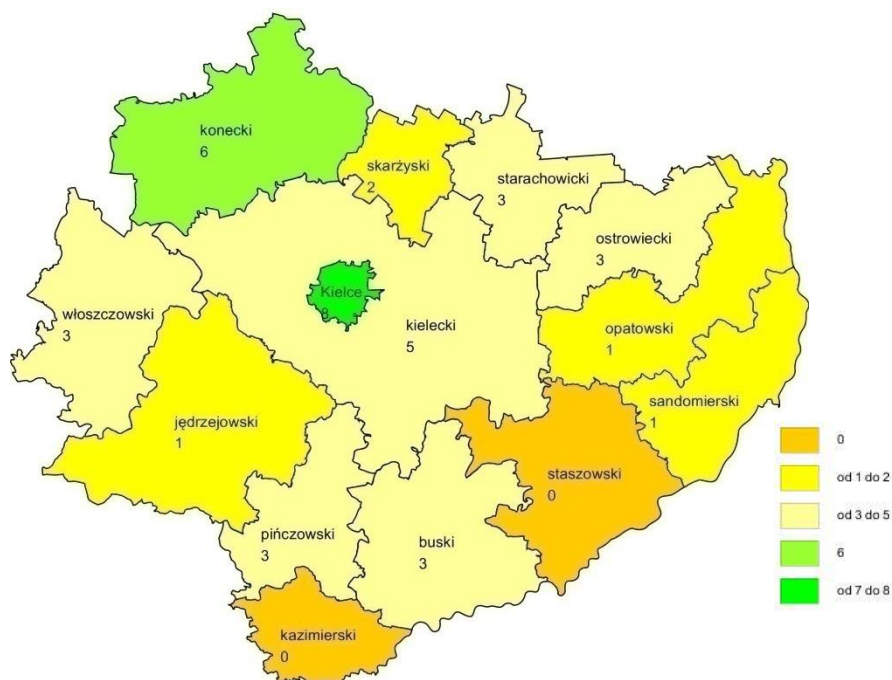 konecki
6
skarżyski
2
starachowicki
3
ostrowiecki
3
Kielce
8
włoszczowski
3
kielecki
5
opatowski
1
jędrzejowski
1
sandomierski
1
staszowski
0
pińczowski
3
buski
3
kazimierski
0
0
od 1 do 2
od 3 do 5
6
od 7 do 8